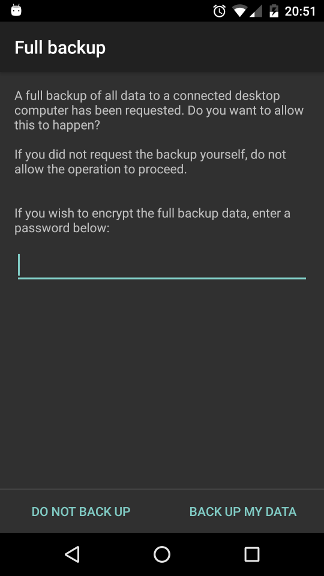 20:51
Full backup
A full backup of all data to a connected desktop
computer has been requested. Do you want to allow
this to happen?
If you did not request the backup yourself, do not
allow the operation to proceed.
If you wish to encrypt the full backup data, enter a
password below:
DO NOT BACK UP
BACK UP MY DATA